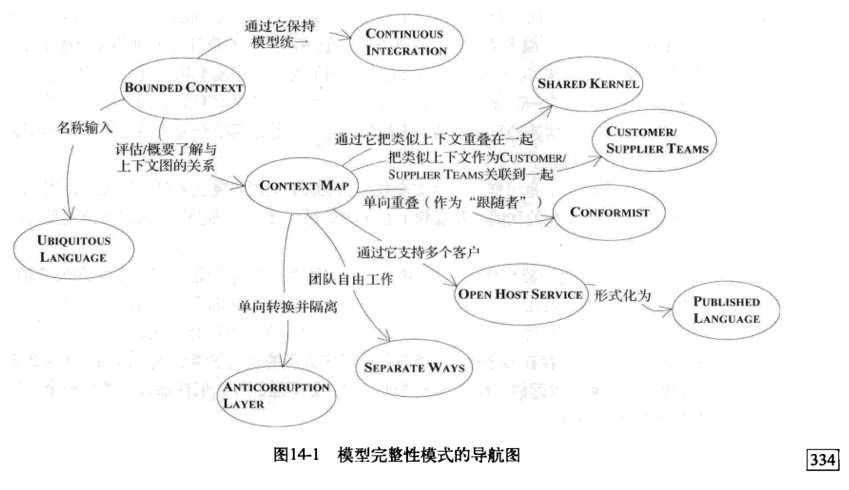 通过它保持
模型统一
CONTINUOUS
INTEGRATION
BOUNDED CONTEXT
SHARED KERNEL
名称输入
评估/概要了解与
上下文图的关系
通过它把类似上下文重叠在一起
CUSTOMER/
SUPPLIER TEAMS
把类似上下文作为CUSTOMER/
SUPPLIER TEAMS关联到一起
CONTEXT MAP
单向重叠（作为“跟随者”）
CONFORMIST
UBIQUITOUS
LANGUAGE
通过它支持多个客户
团队自由工作
OPEN HOST SERVICE
形式化为
PUBLISHED
LANGUAGE
单向转换并隔离
SEPARATE WAYS
ANTICORRUPTION
LAYER
图14-1 模型完整性模式的导航图
334